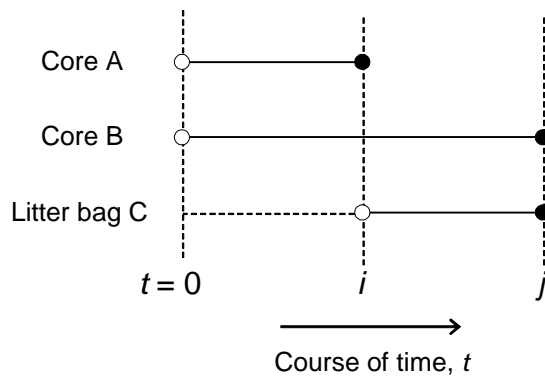 Core A
Core B
Litter bag C
t = 0
i
j
Course of time, t